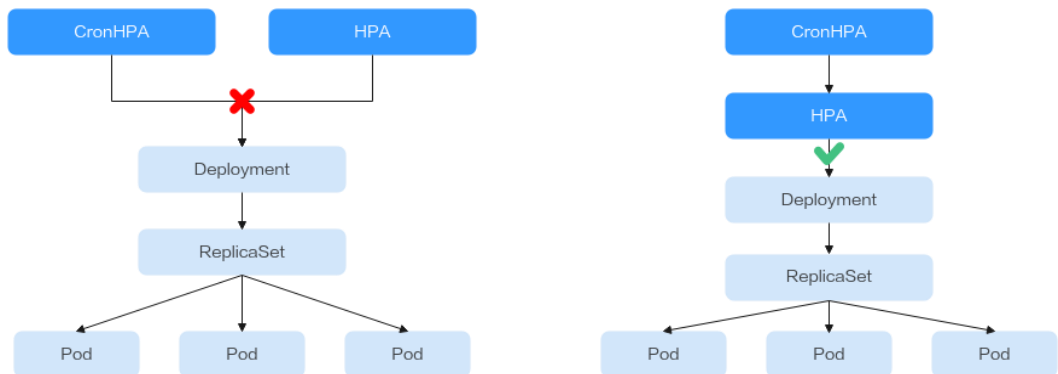 CronHPA
HPA
Deployment
ReplicaSet
Pod
Pod
Pod
CronHPA
HPA
Deployment
ReplicaSet
Pod
Pod
Pod